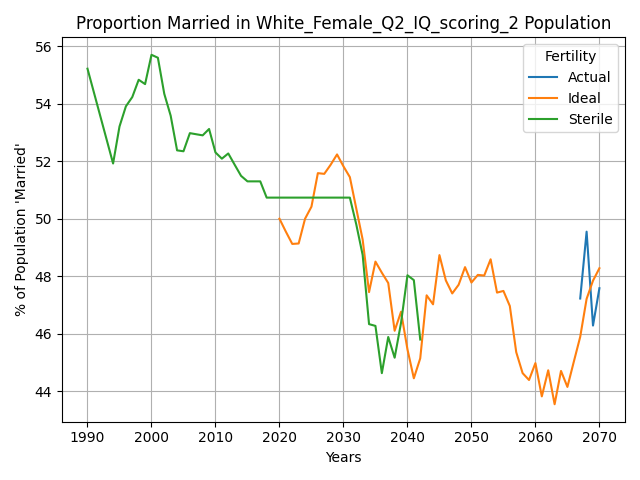 Proportion Married in White_Female_Q2_IQ_scoring_2 Population
% of Population 'Married'
56
54
52
50
48
46
44
Fertility
Actual
Ideal
Sterile
1990 2000 2010 2020 2030 2040 2050 2060 2070
Years